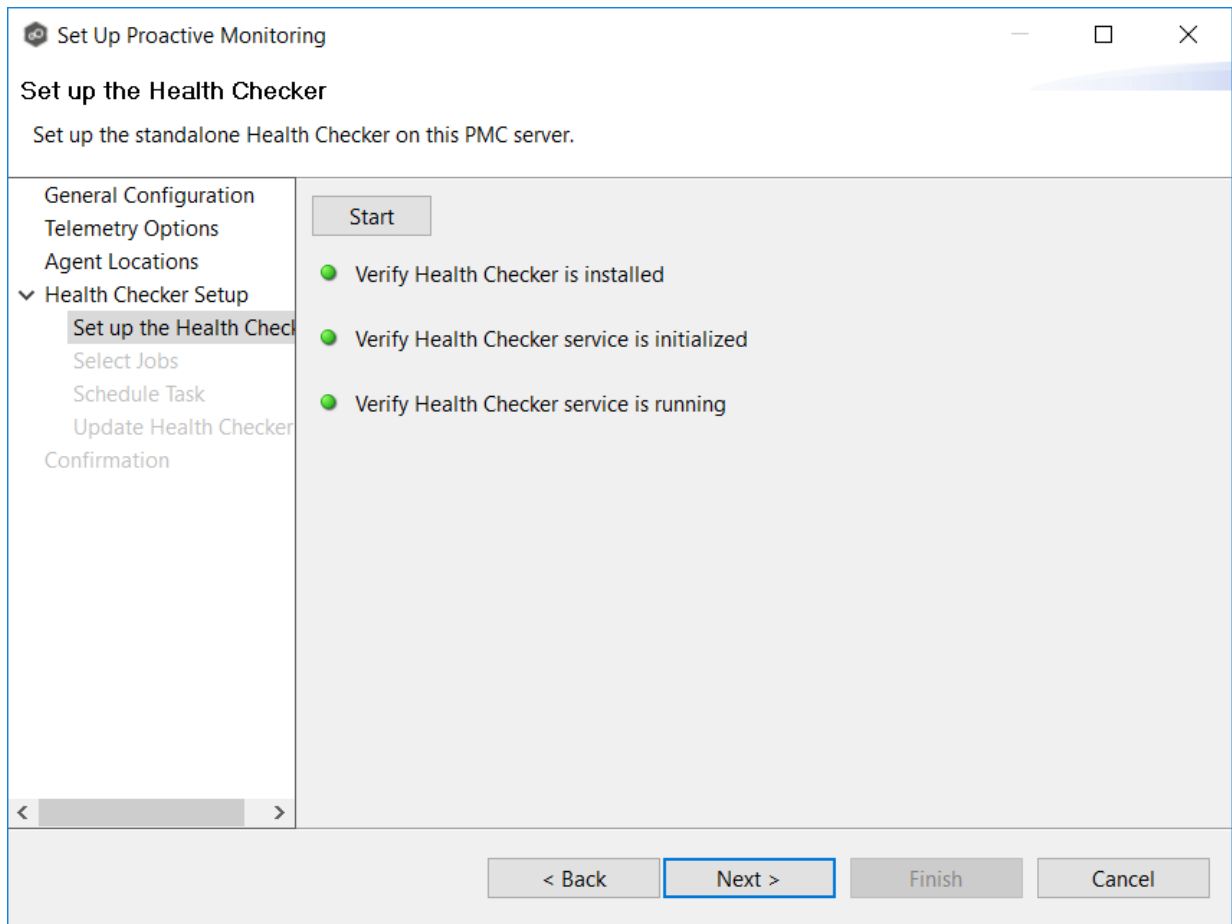 Set Up Proactive Monitoring
Set up the Health Checker
Set up the standalone Health Checker on this PMC server.
General Configuration
Telemetry Options
Agent Locations
Health Checker Setup
Set up the Health Check
Select Jobs
Schedule Task
Update Health Checker
Confirmation
Start
Verify Health Checker is installed
Verify Health Checker service is initialized
Verify Health Checker service is running
< Back
Next >
Finish
Cancel